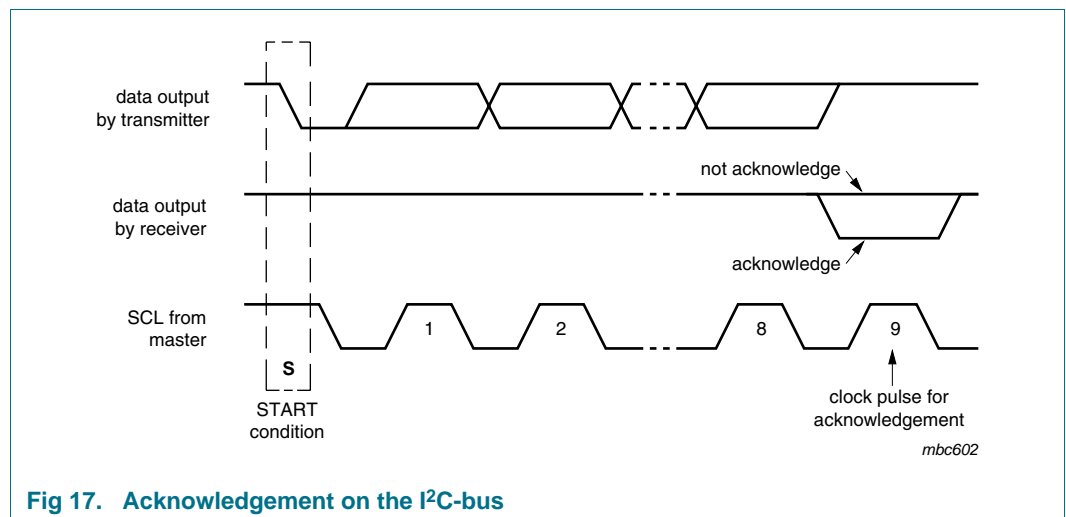 data output
by transmitter
not acknowledge
data output
by receiver
acknowledge
SCL from
master
1
2
8
9
S
START
condition
clock pulse for
acknowledgement
mbc602
Fig 17. Acknowledgement on the I²C-bus